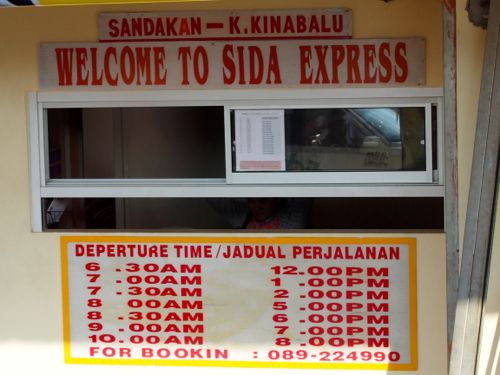 SANDAKAN - K.KINABALU
WELCOME TO SIDA EXPRESS
DEPERTURE TIME/JADUAL PERJALANAN
6 .30AM 12.00PM
7 .00AM 1 .00PM
7 .30AM 2 .00PM
8 .00AM 5 .00PM
8 .30AM 6 .00PM
9 .00AM 7 .00PM
10.00AM 8 .00PM
FOR BOOKIN : 089-224990